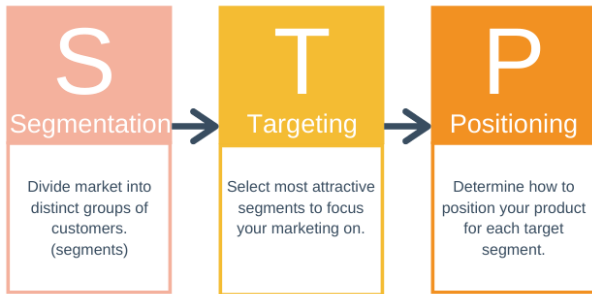 S
Segmentation
Divide market into
distinct groups of
customers.
(segments)
T
Targeting
Select most attractive
segments to focus
your marketing on.
P
Positioning
Determine how to
position your product
for each target
segment.